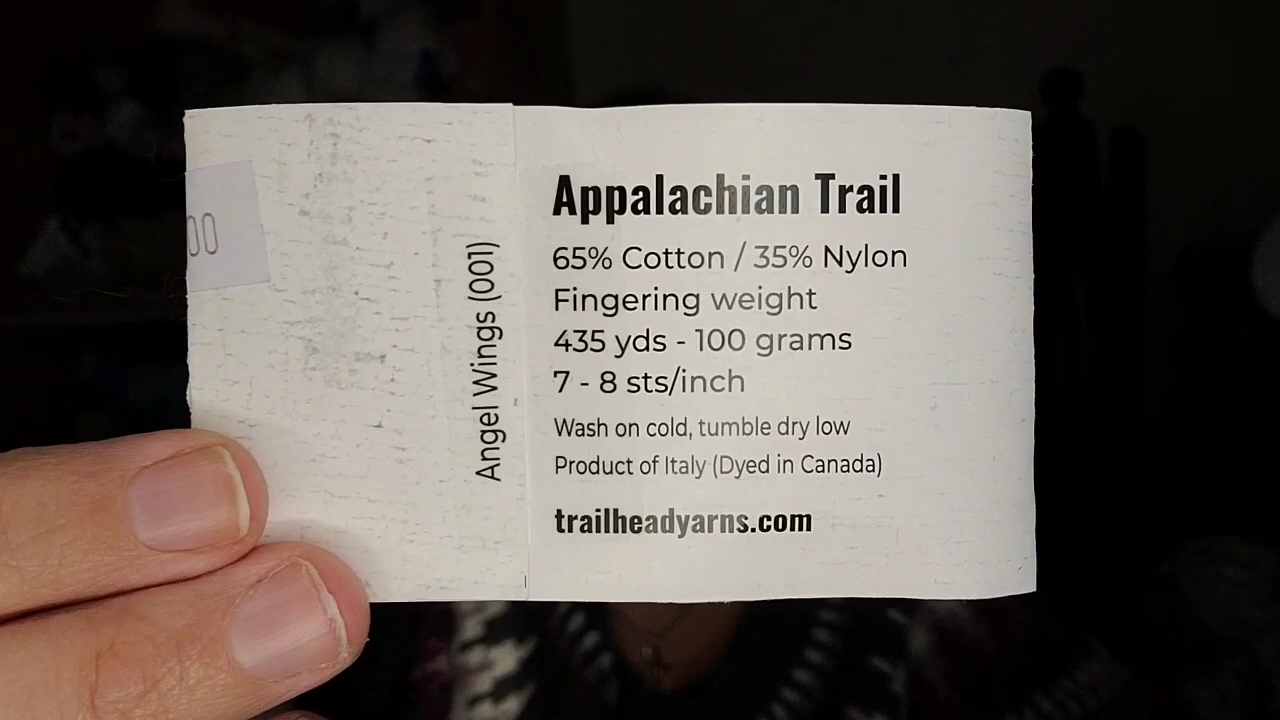 00
Angel Wings (001)
Appalachian Trail
65% Cotton / 35% Nylon
Fingering weight
435 yds - 100 grams
7 - 8 sts/inch
Wash on cold, tumble dry low
Product of Italy (Dyed in Canada)
trailheadyarns.com